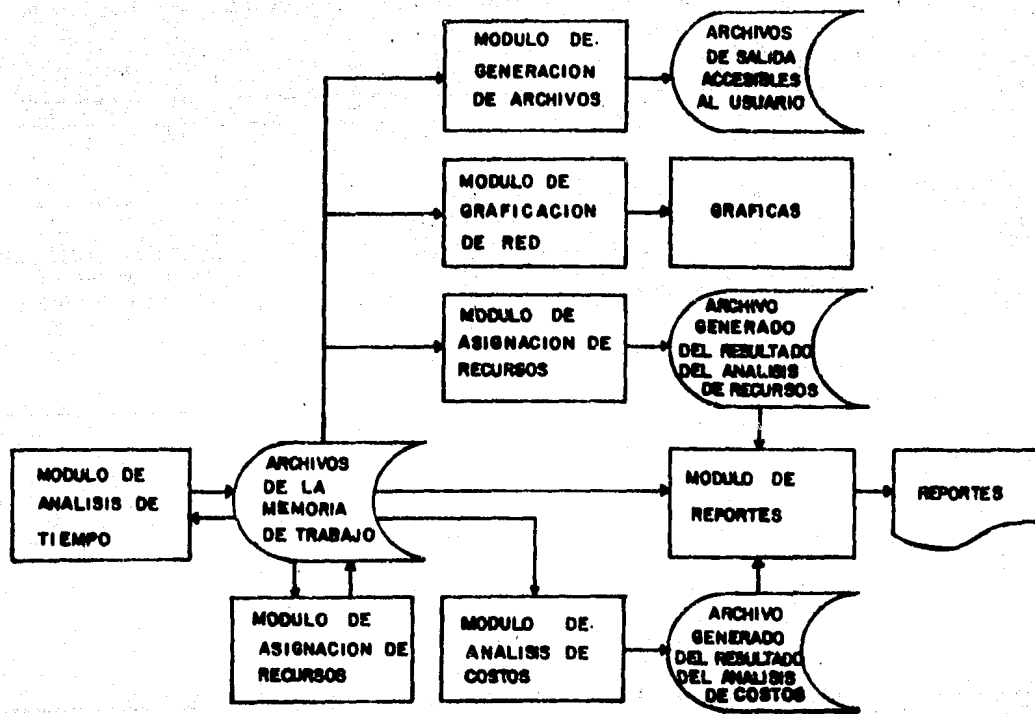 MODULO DE
GENERACION
DE ARCHIVOS
ARCHIVOS
DE SALIDA
ACCESIBLES
AL USUARIO
MODULO DE
GRAFICACION
DE RED
GRAFICAS
MODULO DE
ASIGNACION DE
RECURSOS
ARCHIVO
GENERADO
DEL RESULTADO
DEL ANALISIS
DE RECURSOS
MODULO DE
ANALISIS DE
TIEMPO
ARCHIVOS
DE LA
MEMORIA
DE TRABAJO
MODULO DE
REPORTES
REPORTES
MODULO DE
ASIGNACION DE
RECURSOS
MODULO DE
ANALISIS DE
COSTOS
ARCHIVO
GENERADO
DEL RESULTADO
DEL ANALISIS
DE COSTOS